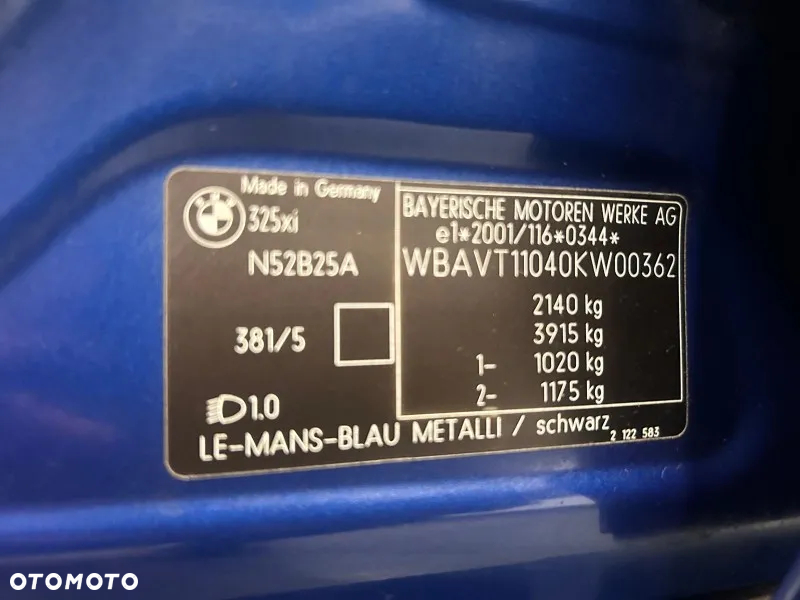 Made in Germany
325xi
N52B25A
381/5
1.0
BAYERISCHE MOTOREN WERKE AG
e1*2001/116*0344*
WBAVT11040KW00362
2140 kg
3915 kg
1- 1020 kg
2- 1175 kg
LE-MANS-BLAU METALLI / schwarz
2 122 583
OTOMOTO